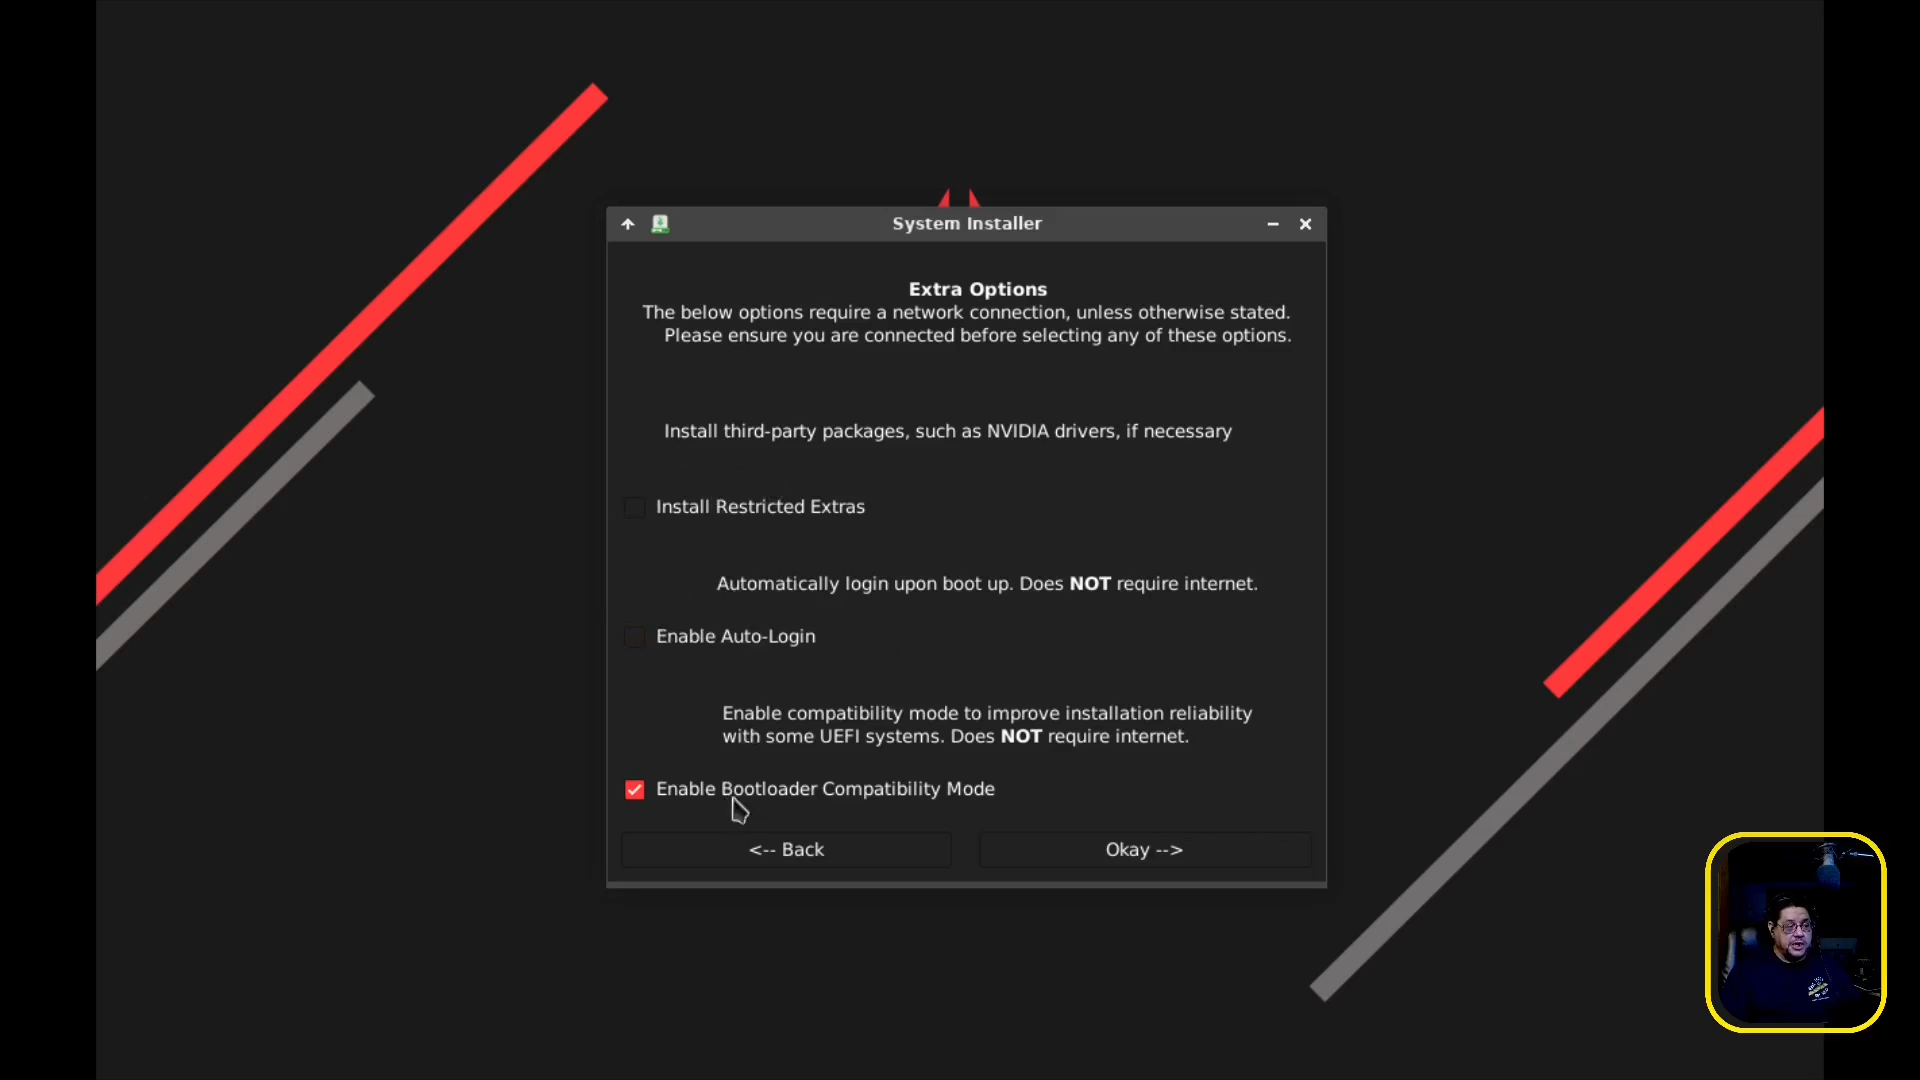 System Installer
Extra Options
The below options require a network connection, unless otherwise stated.
Please ensure you are connected before selecting any of these options.
Install third-party packages, such as NVIDIA drivers, if necessary
Install Restricted Extras
Automatically login upon boot up. Does NOT require internet.
Enable Auto-Login
Enable compatibility mode to improve installation reliability
with some UEFI systems. Does NOT require internet.
Enable Bootloader Compatibility Mode
<-- Back
Okay -->